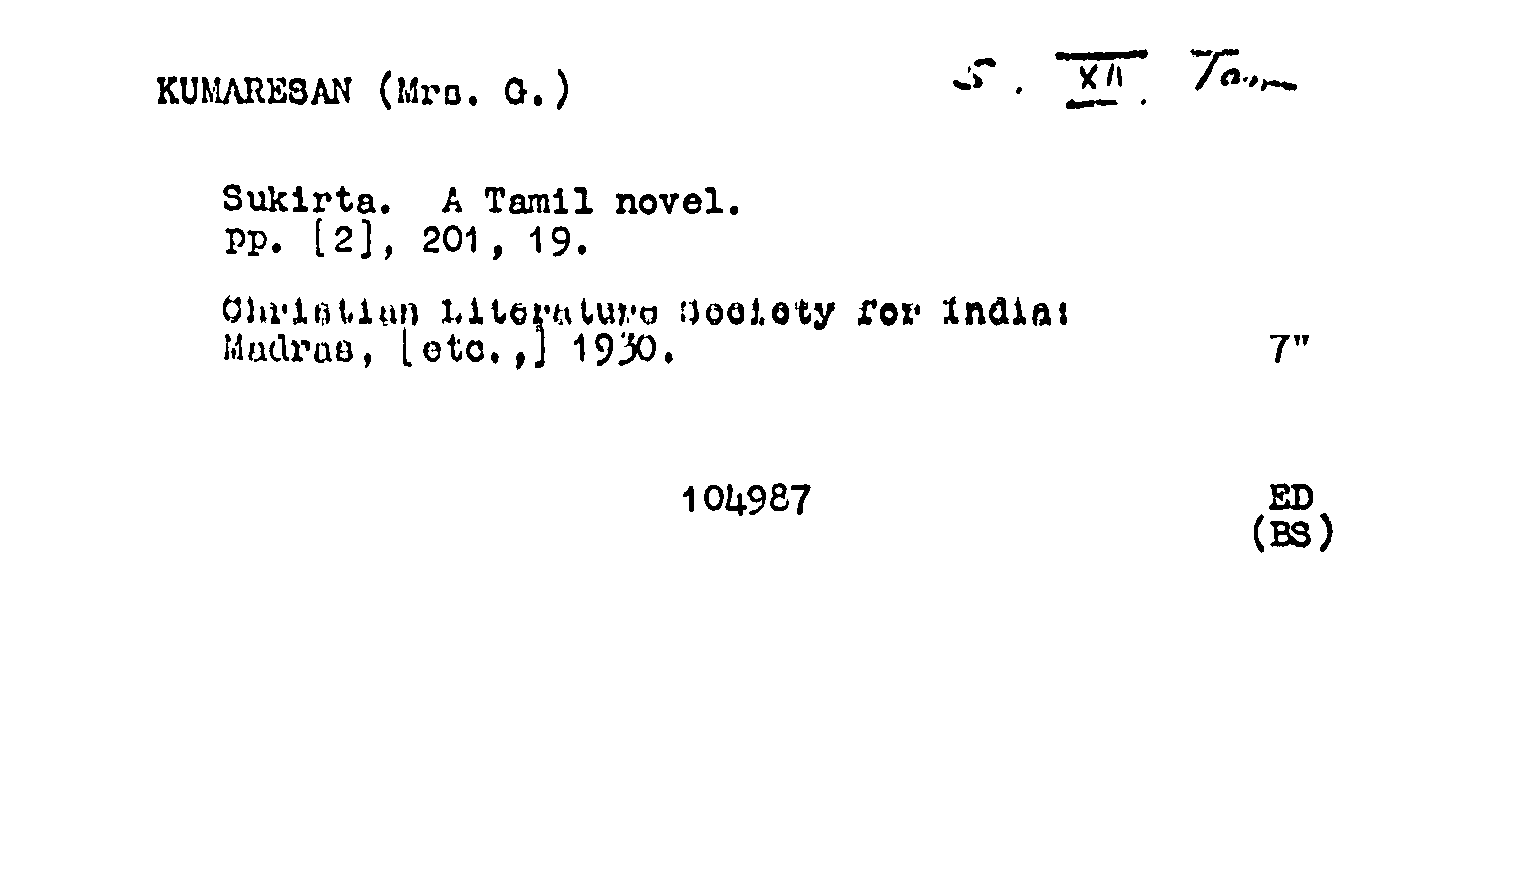 KUMARESAN (Mrs. G.)
S. XII. Tam
Sukirta. A Tamil novel.
pp. [2], 201, 19.
Christian Literature Society for India:
Madras, [etc.,] 1930.
7"
104987
ED
(BS)